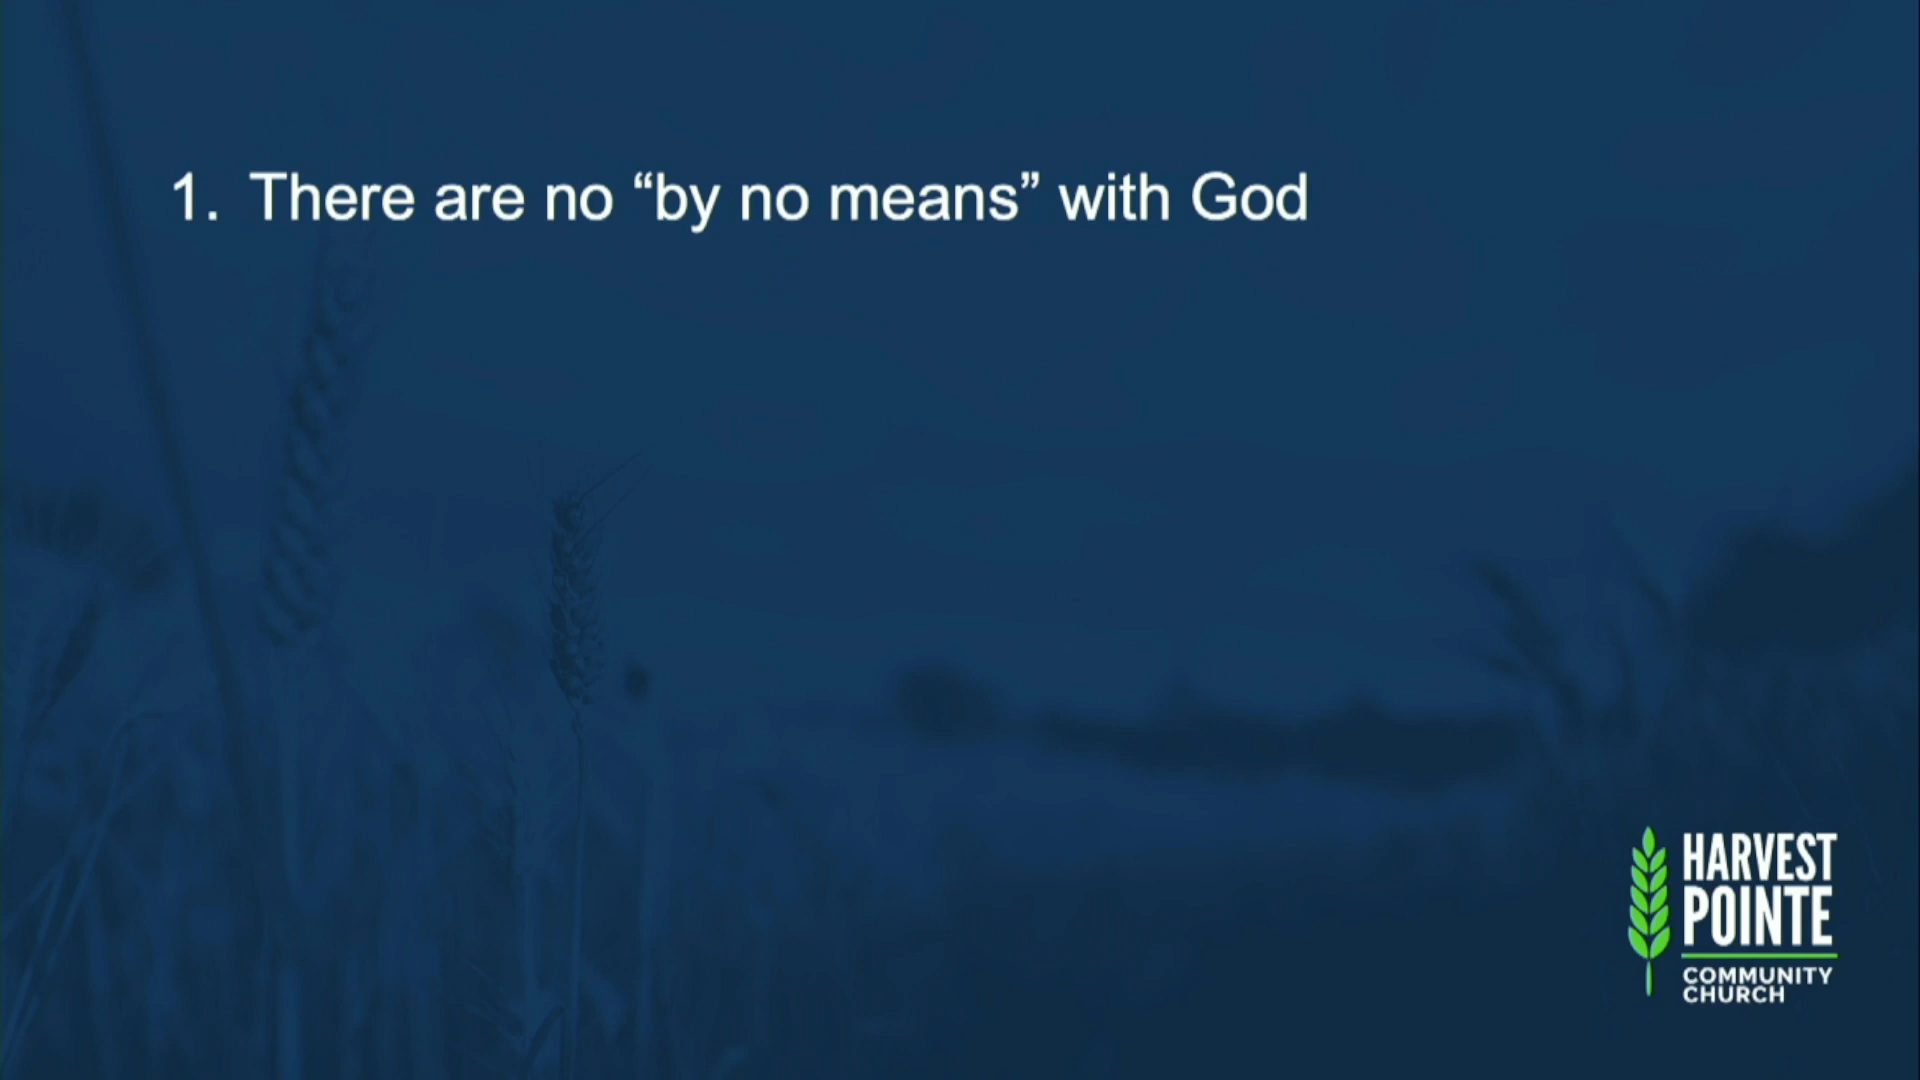 1. There are no “by no means” with God
HARVEST
POINTE
COMMUNITY
CHURCH